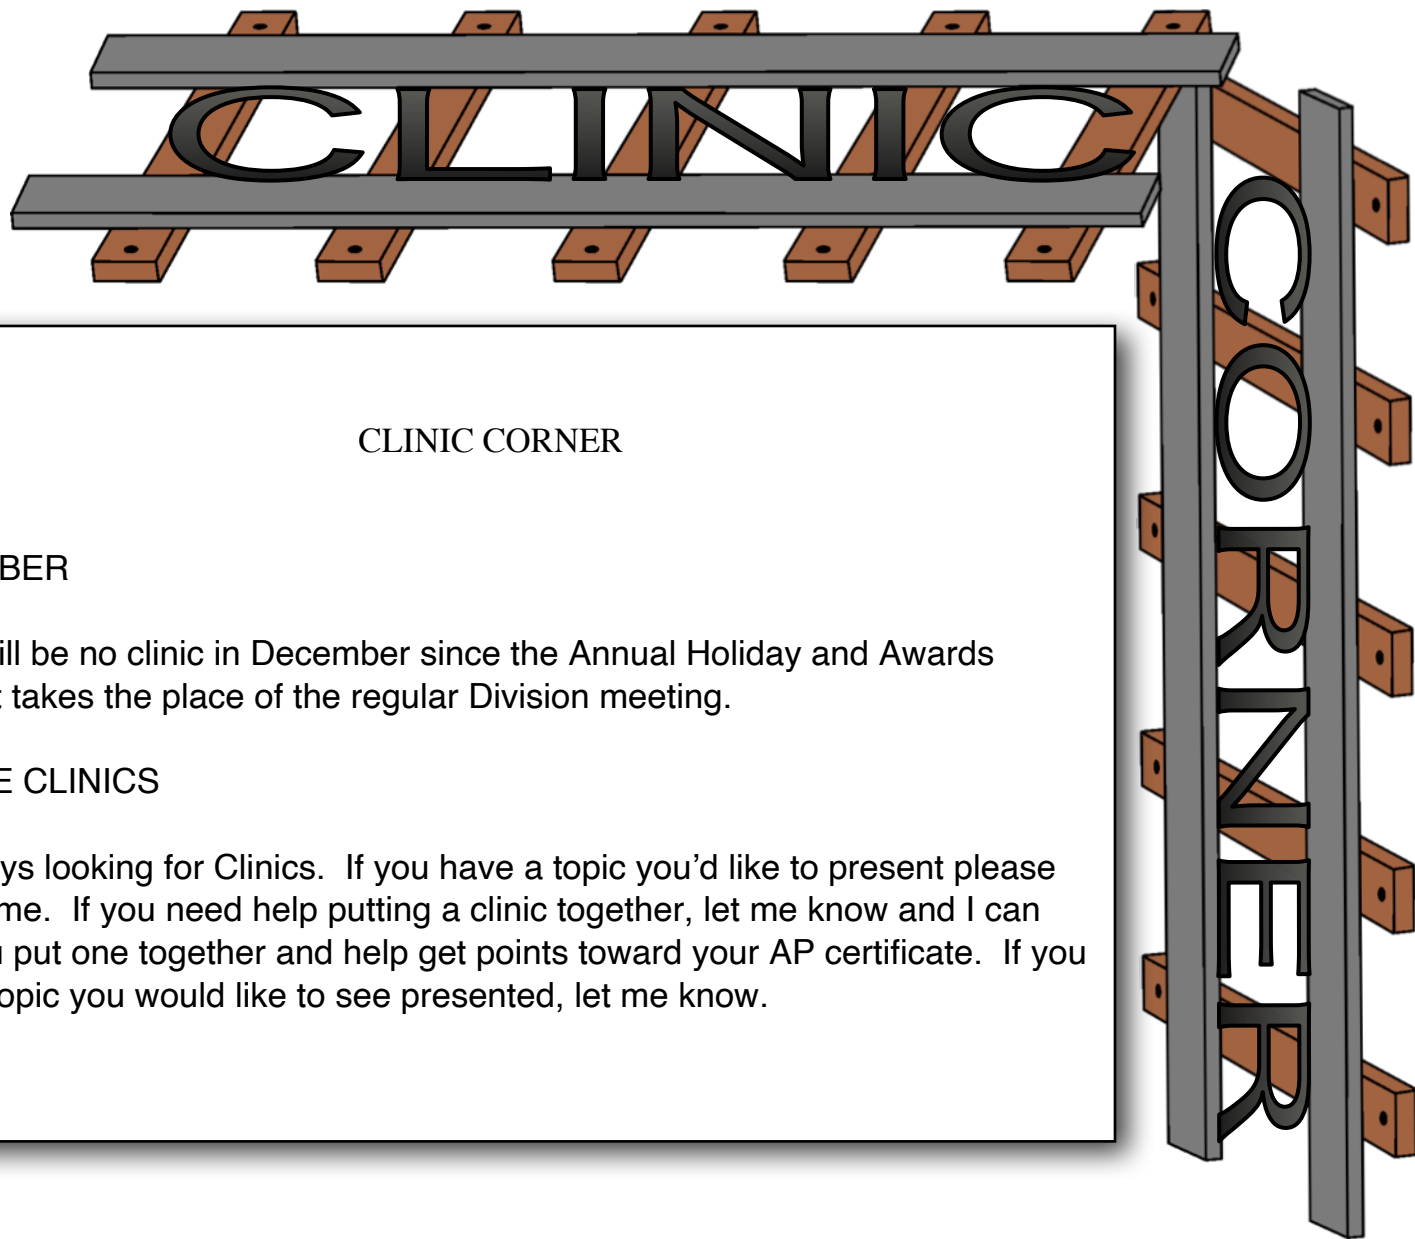 CLINIC
CORNER
CLINIC CORNER
BER
ill be no clinic in December since the Annual Holiday and Awards
t takes the place of the regular Division meeting.
E CLINICS
ys looking for Clinics.  If you have a topic you’d like to present please
me.  If you need help putting a clinic together, let me know and I can
u put one together and help get points toward your AP certificate.  If you
opic you would like to see presented, let me know.